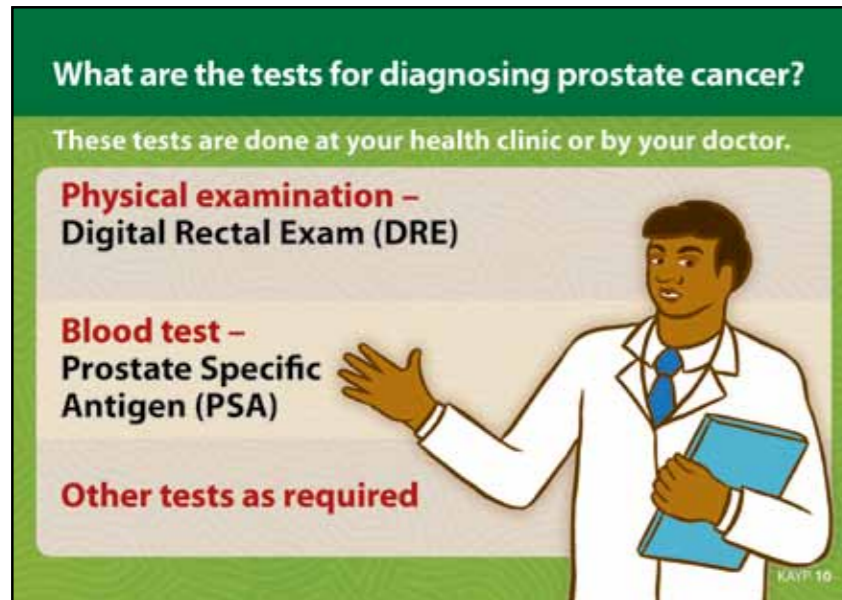 What are the tests for diagnosing prostate cancer?
These tests are done at your health clinic or by your doctor.
Physical examination –
Digital Rectal Exam (DRE)
Blood test –
Prostate Specific
Antigen (PSA)
Other tests as required
KAYP 10